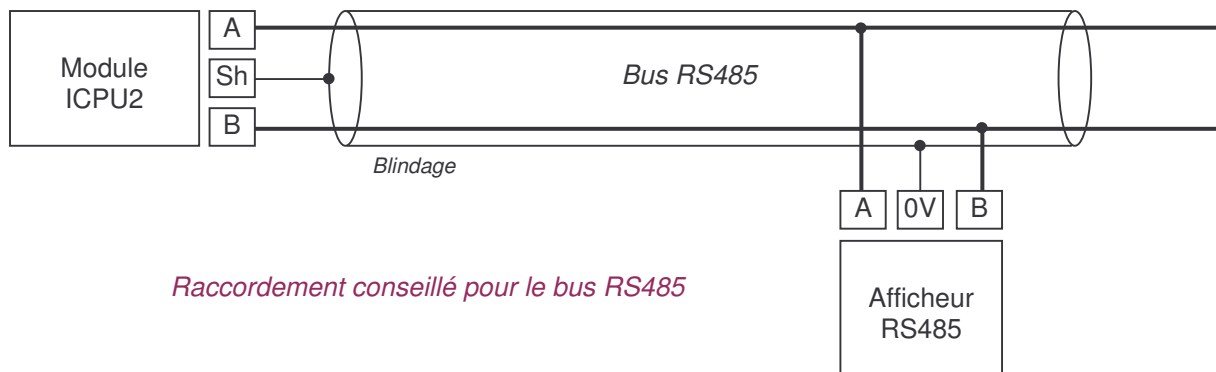 Module
ICPU2
A
Sh
B
Bus RS485
Blindage
A
0V
B
Raccordement conseillé pour le bus RS485
Afficheur
RS485